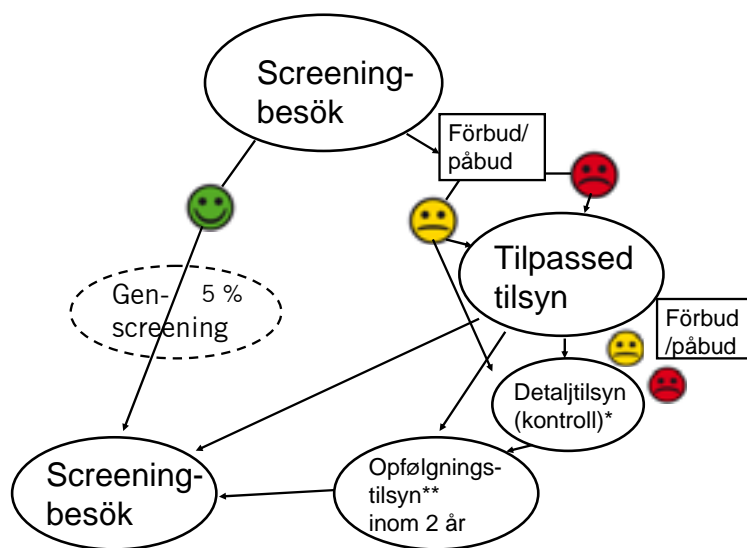 Screening-
besök
Förbud/
påbud
Tilpassed
tilsyn
Gen- 5 %
screening
Förbud
/påbud
Detaljtilsyn
(kontroll)*
Screening-
besök
Opfølgnings-
tilsyn**
inom 2 år